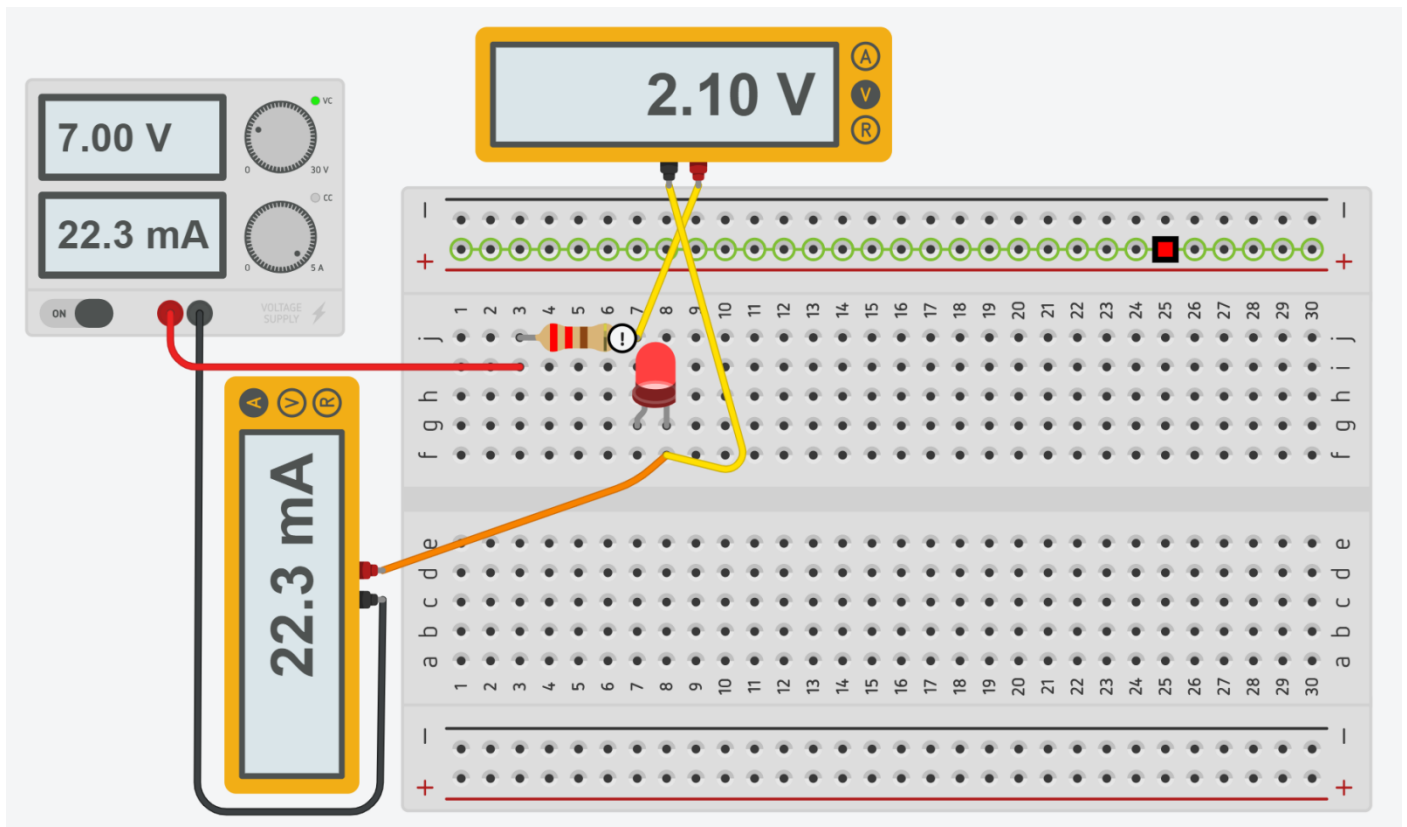 2.10 V
A
V
R
7.00 V
VC
0
30 V
22.3 mA
CC
0
5 A
ON
VOLTAGE
SUPPLY
A V R
22.3 mA
− −
+ +
1 2 3 4 5 6 7 8 9 10 11 12 13 14 15 16 17 18 19 20 21 22 23 24 25 26 27 28 29 30
!
j j
i
h h
g g
f f
e e
d d
c c
b b
a a
1 2 3 4 5 6 7 8 9 10 11 12 13 14 15 16 17 18 19 20 21 22 23 24 25 26 27 28 29 30
− −
+ +